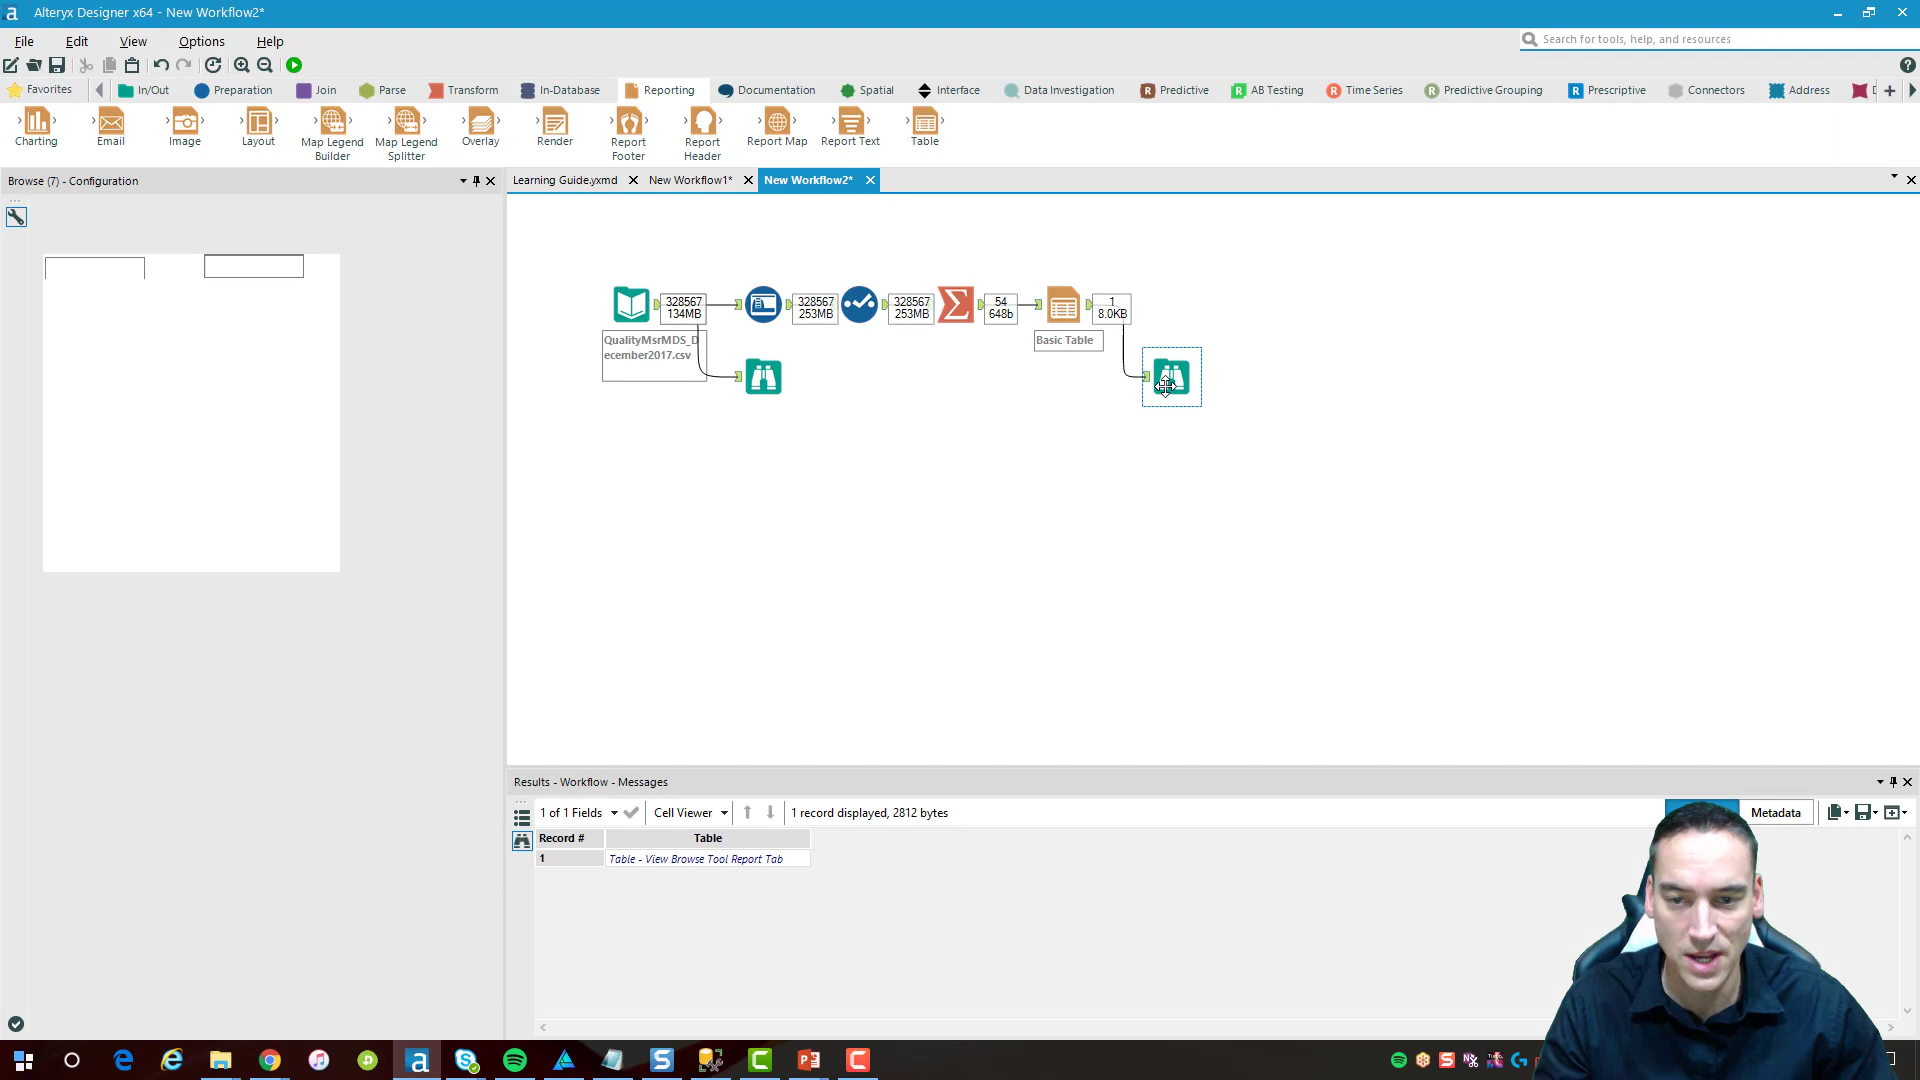 Alteryx Designer x64 - New Workflow2*
File Edit View Options Help
Search for tools, help, and resources
Favorites In/Out Preparation Join Parse Transform In-Database Reporting Documentation Spatial Interface Data Investigation Predictive AB Testing Time Series Predictive Grouping Prescriptive Connectors Address
Charting Email Image Layout Map Legend Builder Map Legend Splitter Overlay Render Report Footer Report Header Report Map Report Text Table
Browse (7) - Configuration
Learning Guide.yxmd New Workflow1* New Workflow2*
328567 328567 328567 54 1
134MB 253MB 253MB 648b 8.0KB
QualityMsrMDS_D
ecember2017.csv
Basic Table
Results - Workflow - Messages
1 of 1 Fields Cell Viewer 1 record displayed, 2812 bytes Metadata
Record # Table
1 Table - View Browse Tool Report Tab